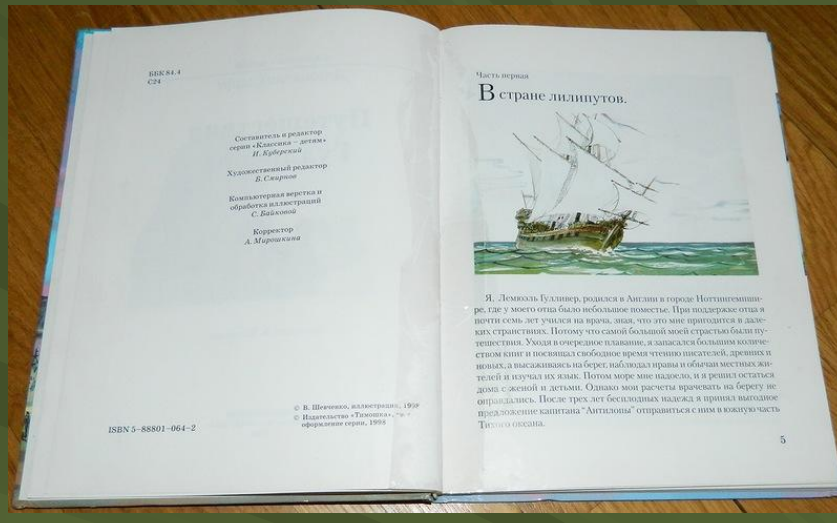 ББК 84.4
С24
Составитель и редактор
серии «Классика – детям»
И. Куберский
Художественный редактор
Б. Смирнов
Компьютерная верстка и
обработка иллюстраций
С. Байковой
Корректор
А. Мирошкина
© В. Шевченко, иллюстрации, 1998
© Издательство «Тимошка»,
оформление серии, 1998
ISBN 5-88801-064-2
Часть первая
В стране лилипутов.
Я, Лемюэль Гулливер, родился в Англии в городе Ноттингемши-
ре, где у моего отца было небольшое поместье. При поддержке отца я
почти семь лет учился на врача, зная, что это мне пригодится в дале-
ких странствиях. Потому что самой большой моей страстью были пу-
тешествия. Уходя в очередное плавание, я запасался большим количе-
ством книг и посвящал свободное время чтению писателей, древних и
новых, а высаживаясь на берег, наблюдал нравы и обычаи местных жи-
телей и изучал их язык. Потом море мне надоело, и я решил остаться
дома с женой и детьми. Однако мои расчеты врачевать на берегу не
оправдались. После трех лет бесплодных надежд я принял выгодное
предложение капитана "Антилопы" отправиться с ним в южную часть
Тихого океана.
5